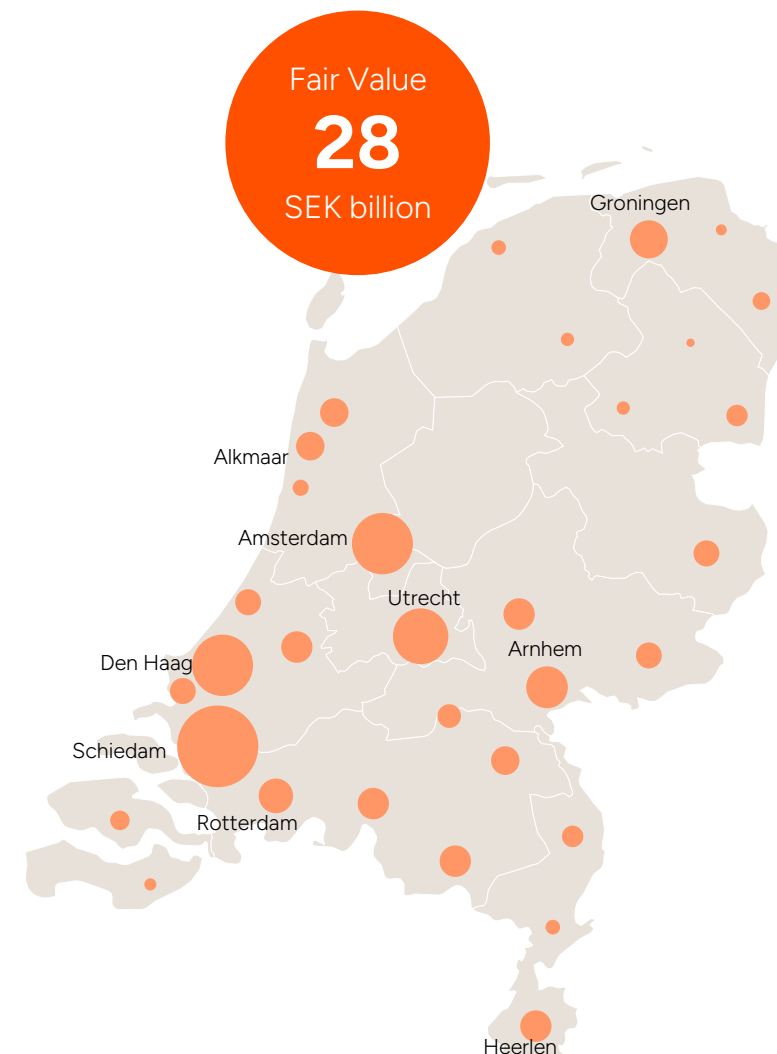 Fair Value
28
SEK billion
Groningen
Alkmaar
Amsterdam
Utrecht
Arnhem
Den Haag
Schiedam
Rotterdam
Heerlen